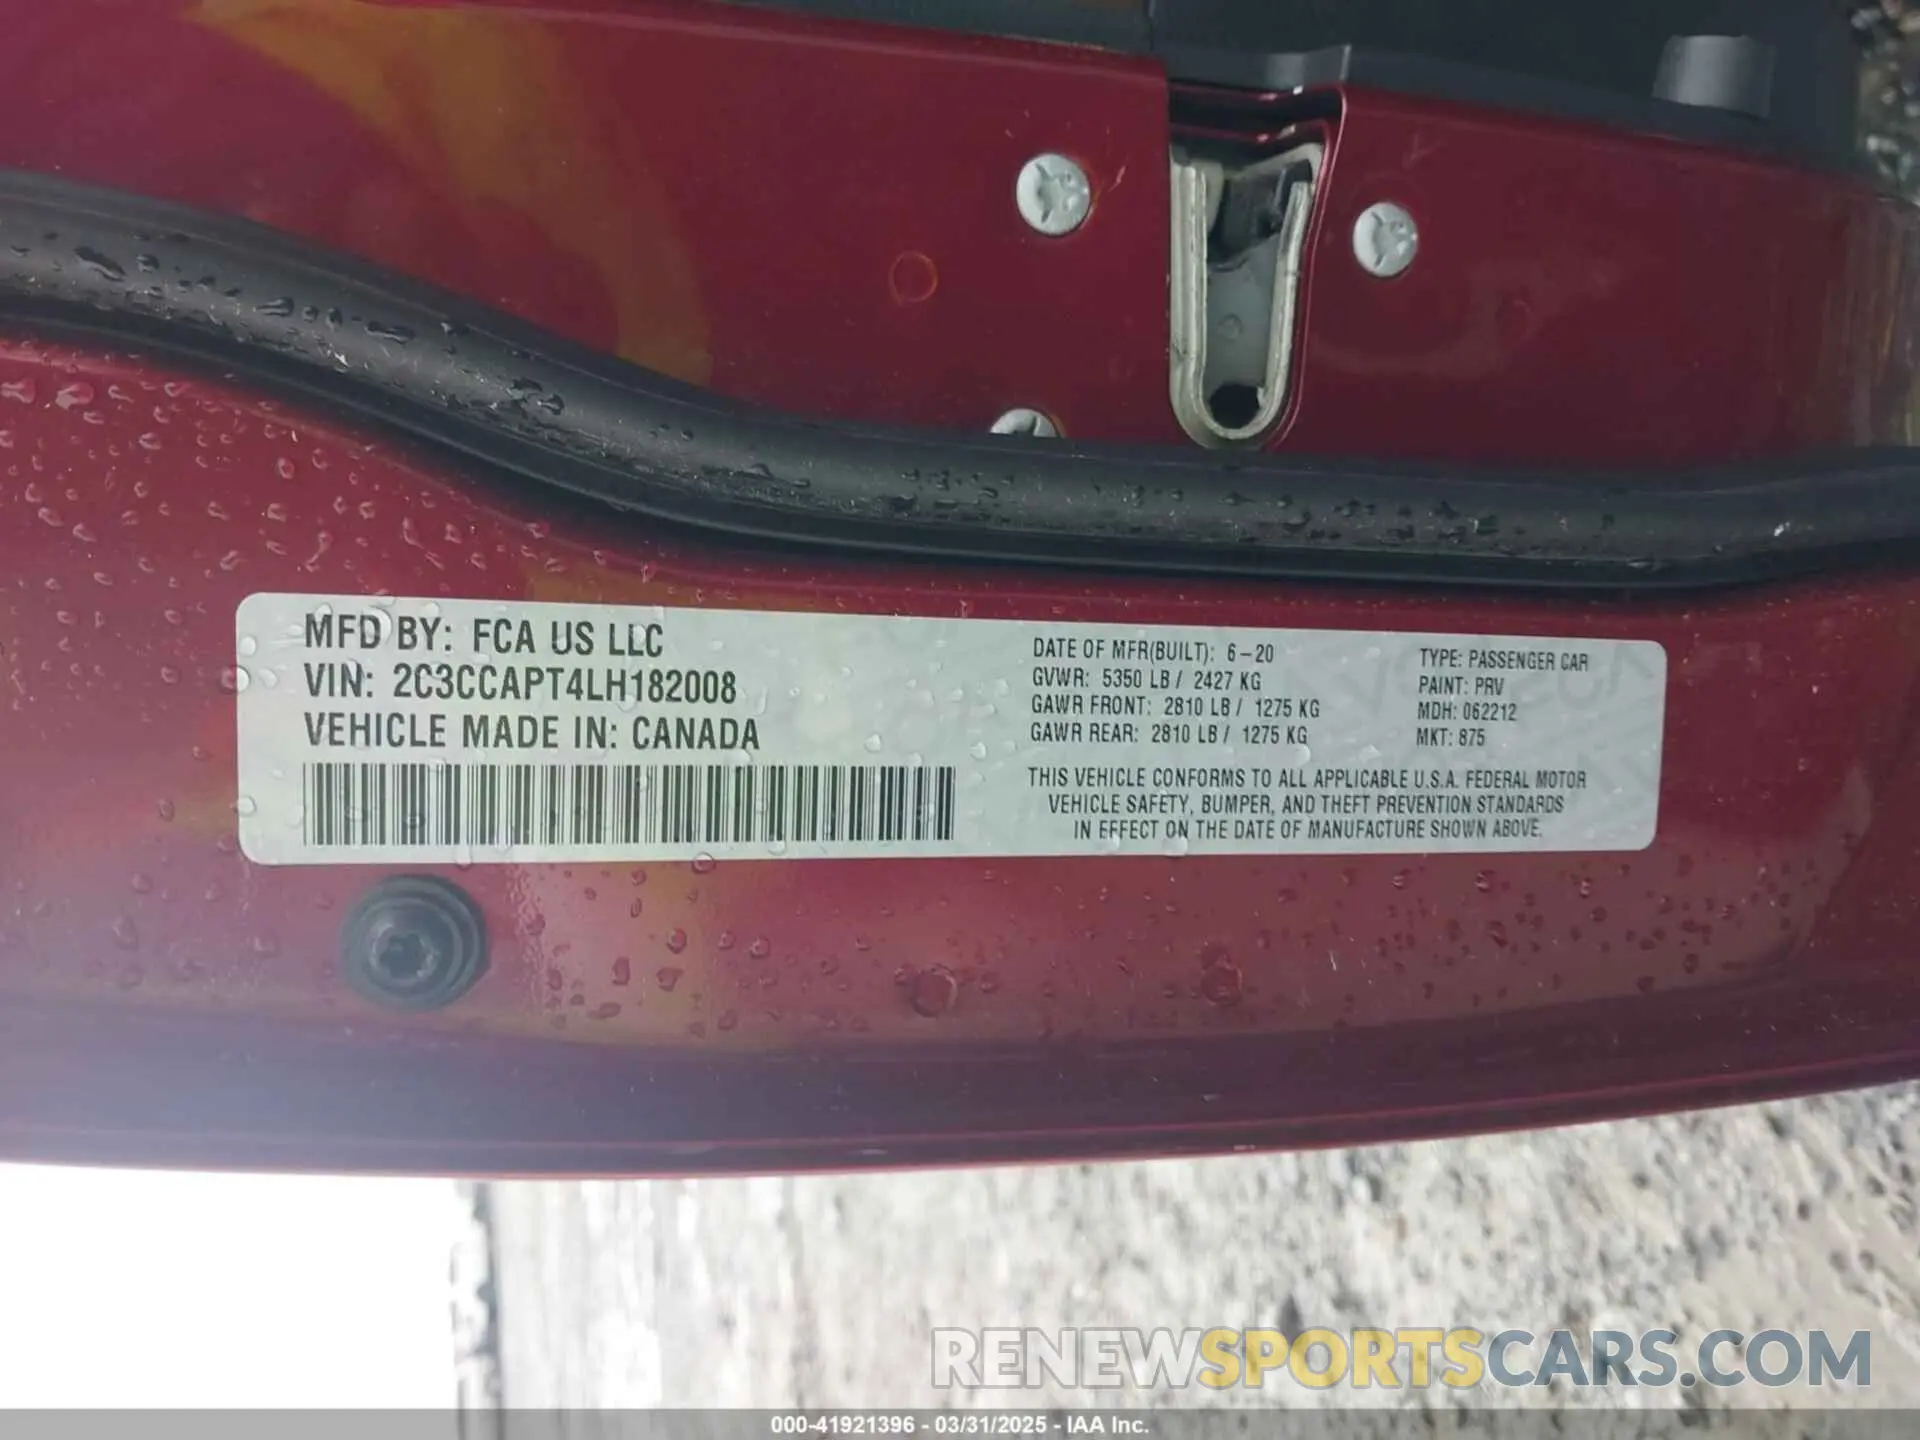 MFD BY: FCA US LLC
VIN: 2C3CCAPT4LH182008
VEHICLE MADE IN: CANADA
DATE OF MFR(BUILT): 6-20
GVWR: 5350 LB / 2427 KG
GAWR FRONT: 2810 LB / 1275 KG
GAWR REAR: 2810 LB / 1275 KG
TYPE: PASSENGER CAR
PAINT: PRV
MDH: 062212
MKT: 875
THIS VEHICLE CONFORMS TO ALL APPLICABLE U.S.A. FEDERAL MOTOR
VEHICLE SAFETY, BUMPER, AND THEFT PREVENTION STANDARDS
IN EFFECT ON THE DATE OF MANUFACTURE SHOWN ABOVE.
RENEWSPORTSCARS.COM
000-41921396 - 03/31/2025 - IAA Inc.